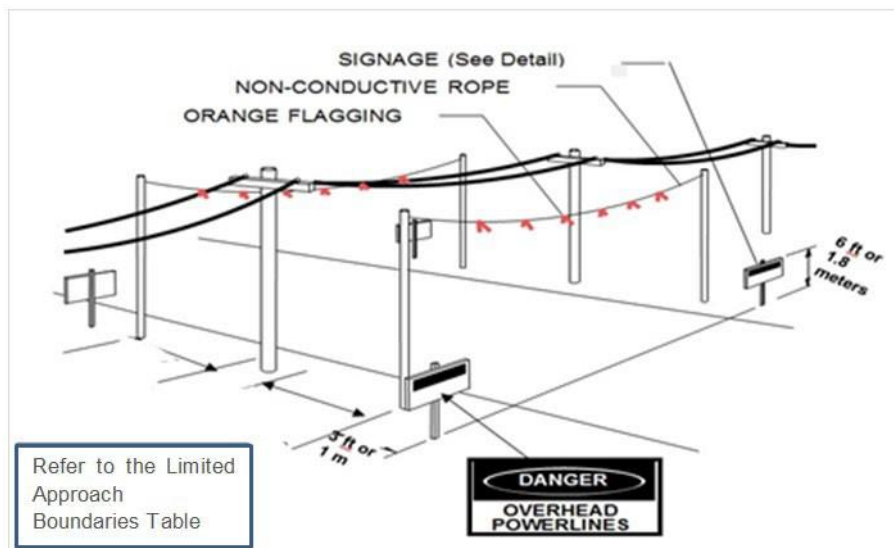 SIGNAGE (See Detail)
NON-CONDUCTIVE ROPE
ORANGE FLAGGING
6 ft or
1.8
meters
3 ft or
1 m
Refer to the Limited
Approach
Boundaries Table
DANGER
OVERHEAD
POWERLINES